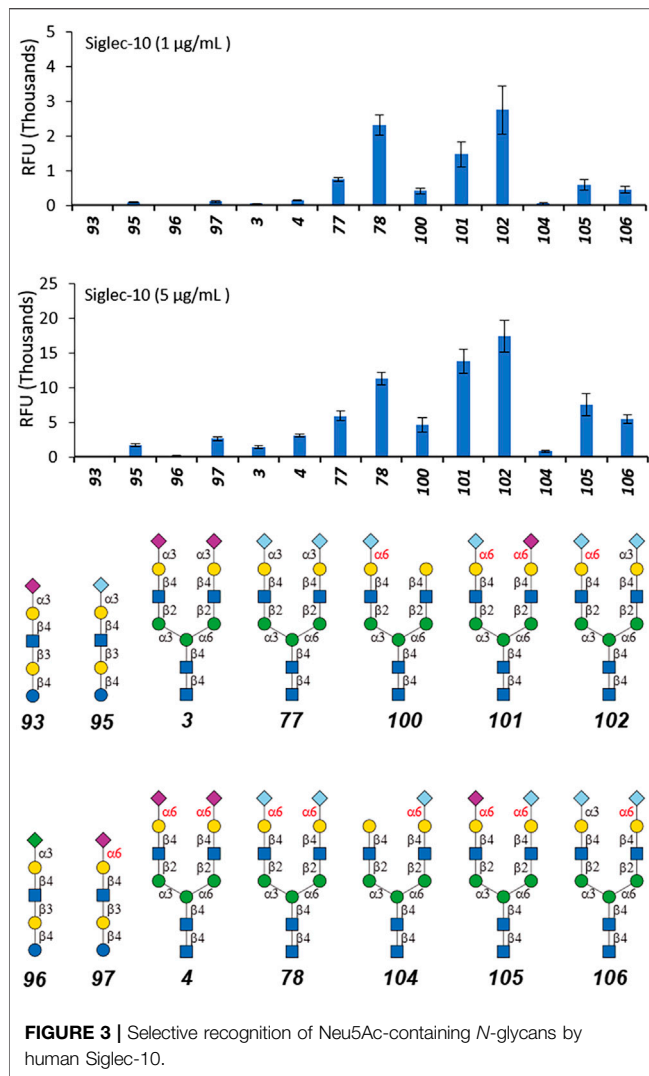 Siglec-10 (1 µg/mL )
RFU (Thousands)
5
4
3
2
1
0
93 95 96 97 3 4 77 78 100 101 102 104 105 106
Siglec-10 (5 µg/mL )
RFU (Thousands)
25
20
15
10
5
0
93 95 96 97 3 4 77 78 100 101 102 104 105 106
α3
β4
β3
β4
93
α3
β4
β3
β4
95
α3 α3
β4 β4
β2 β2
α3 α6
β4
β4
3
α3 α3
β4 β4
β2 β2
α3 α6
β4
β4
77
α6
β4 β4
β2 β2
α3 α6
β4
β4
100
α6 α6
β4 β4
β2 β2
α3 α6
β4
β4
101
α6 α3
β4 β4
β2 β2
α3 α6
β4
β4
102
α3
β4
β3
β4
96
α6
β4
β3
β4
97
α6 α6
β4 β4
β2 β2
α3 α6
β4
β4
4
α6 α6
β4 β4
β2 β2
α3 α6
β4
β4
78
α6
β4 β4
β2 β2
α3 α6
β4
β4
104
α6 α6
β4 β4
β2 β2
α3 α6
β4
β4
105
α3 α6
β4 β4
β2 β2
α3 α6
β4
β4
106
FIGURE 3 | Selective recognition of Neu5Ac-containing N-glycans by
human Siglec-10.